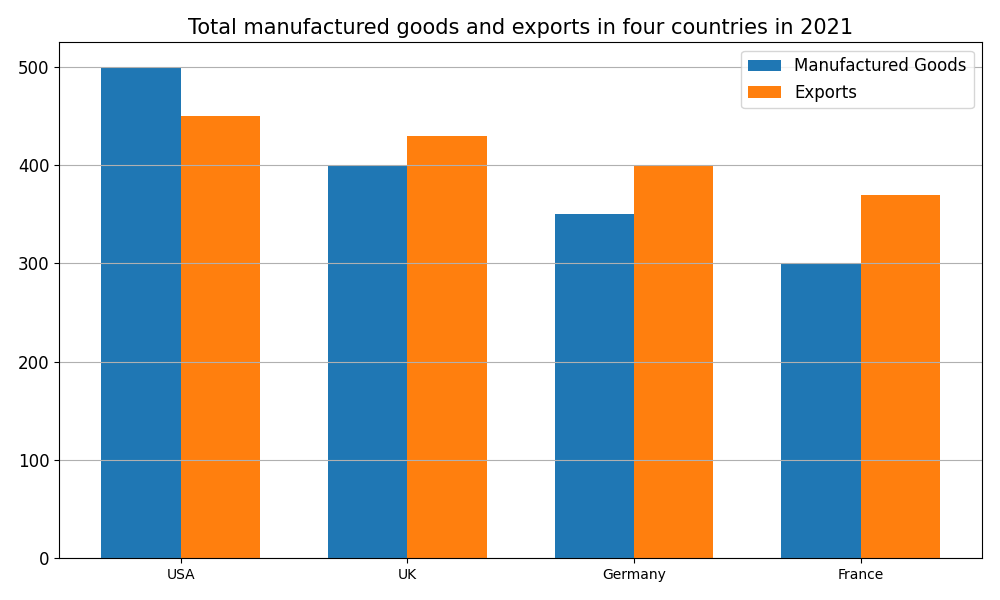 Total manufactured goods and exports in four countries in 2021
Manufactured Goods
Exports
500
400
300
200
100
0
USA
UK
Germany
France